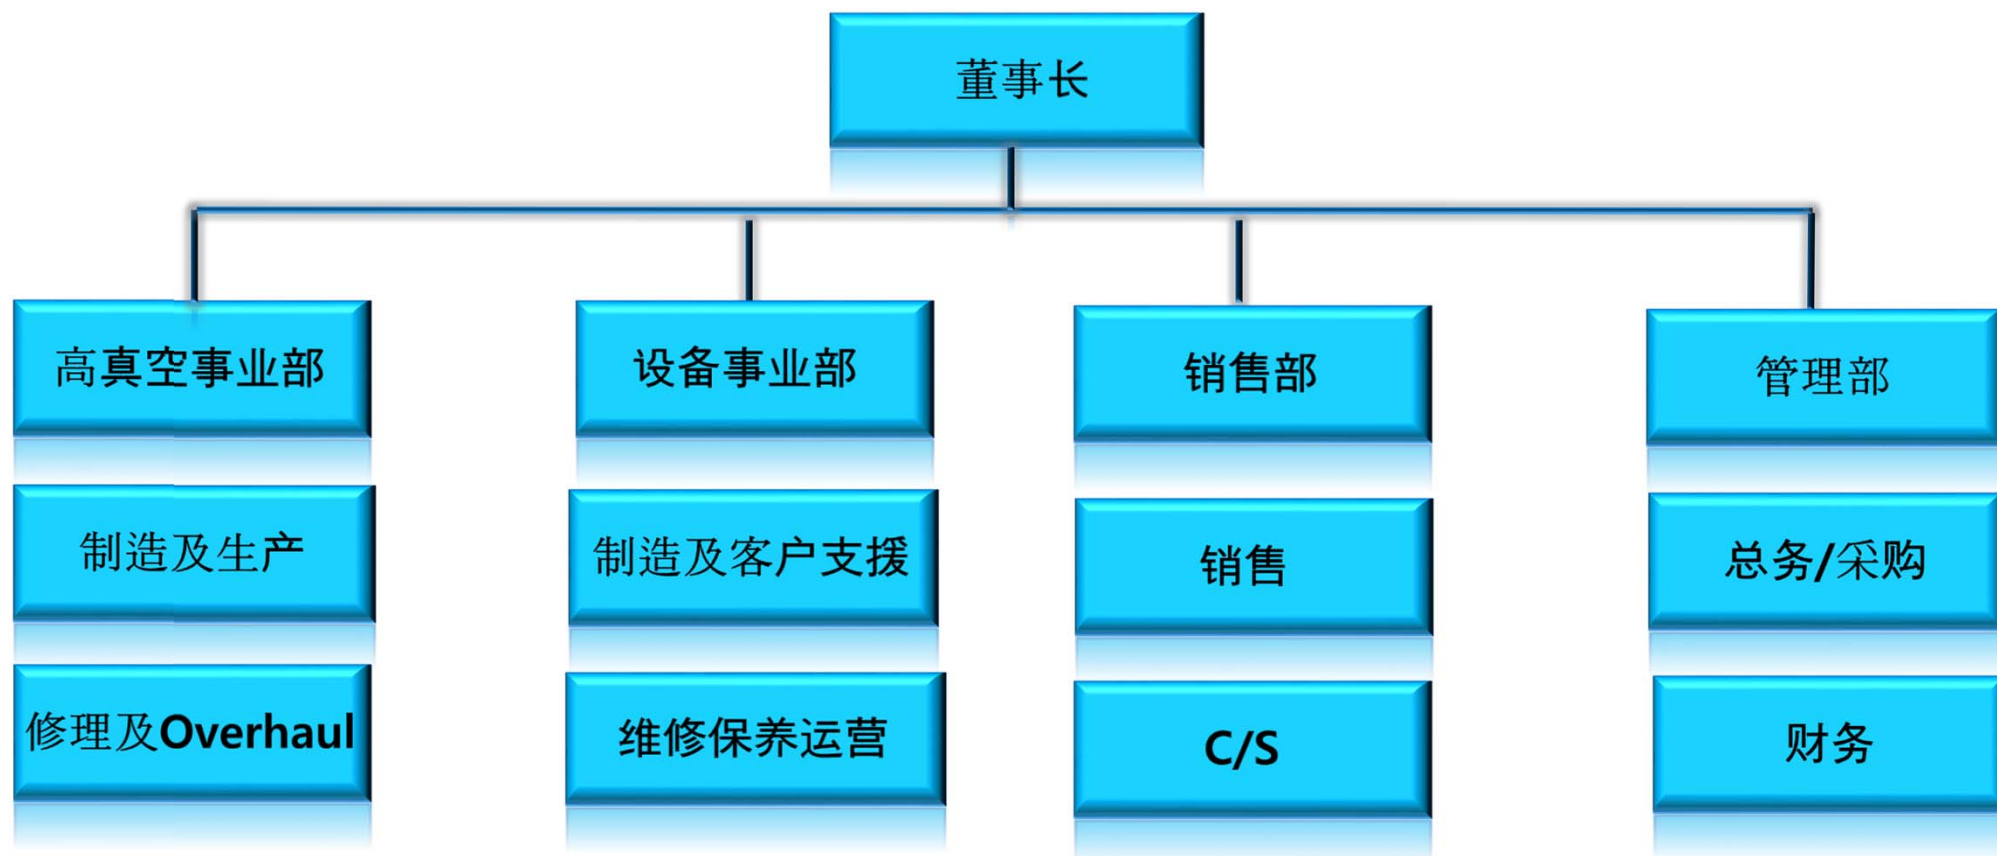 董事长
高真空事业部
设备事业部
销售部
管理部
制造及生产
制造及客户支援
销售
总务/采购
修理及Overhaul
维修保养运营
C/S
财务